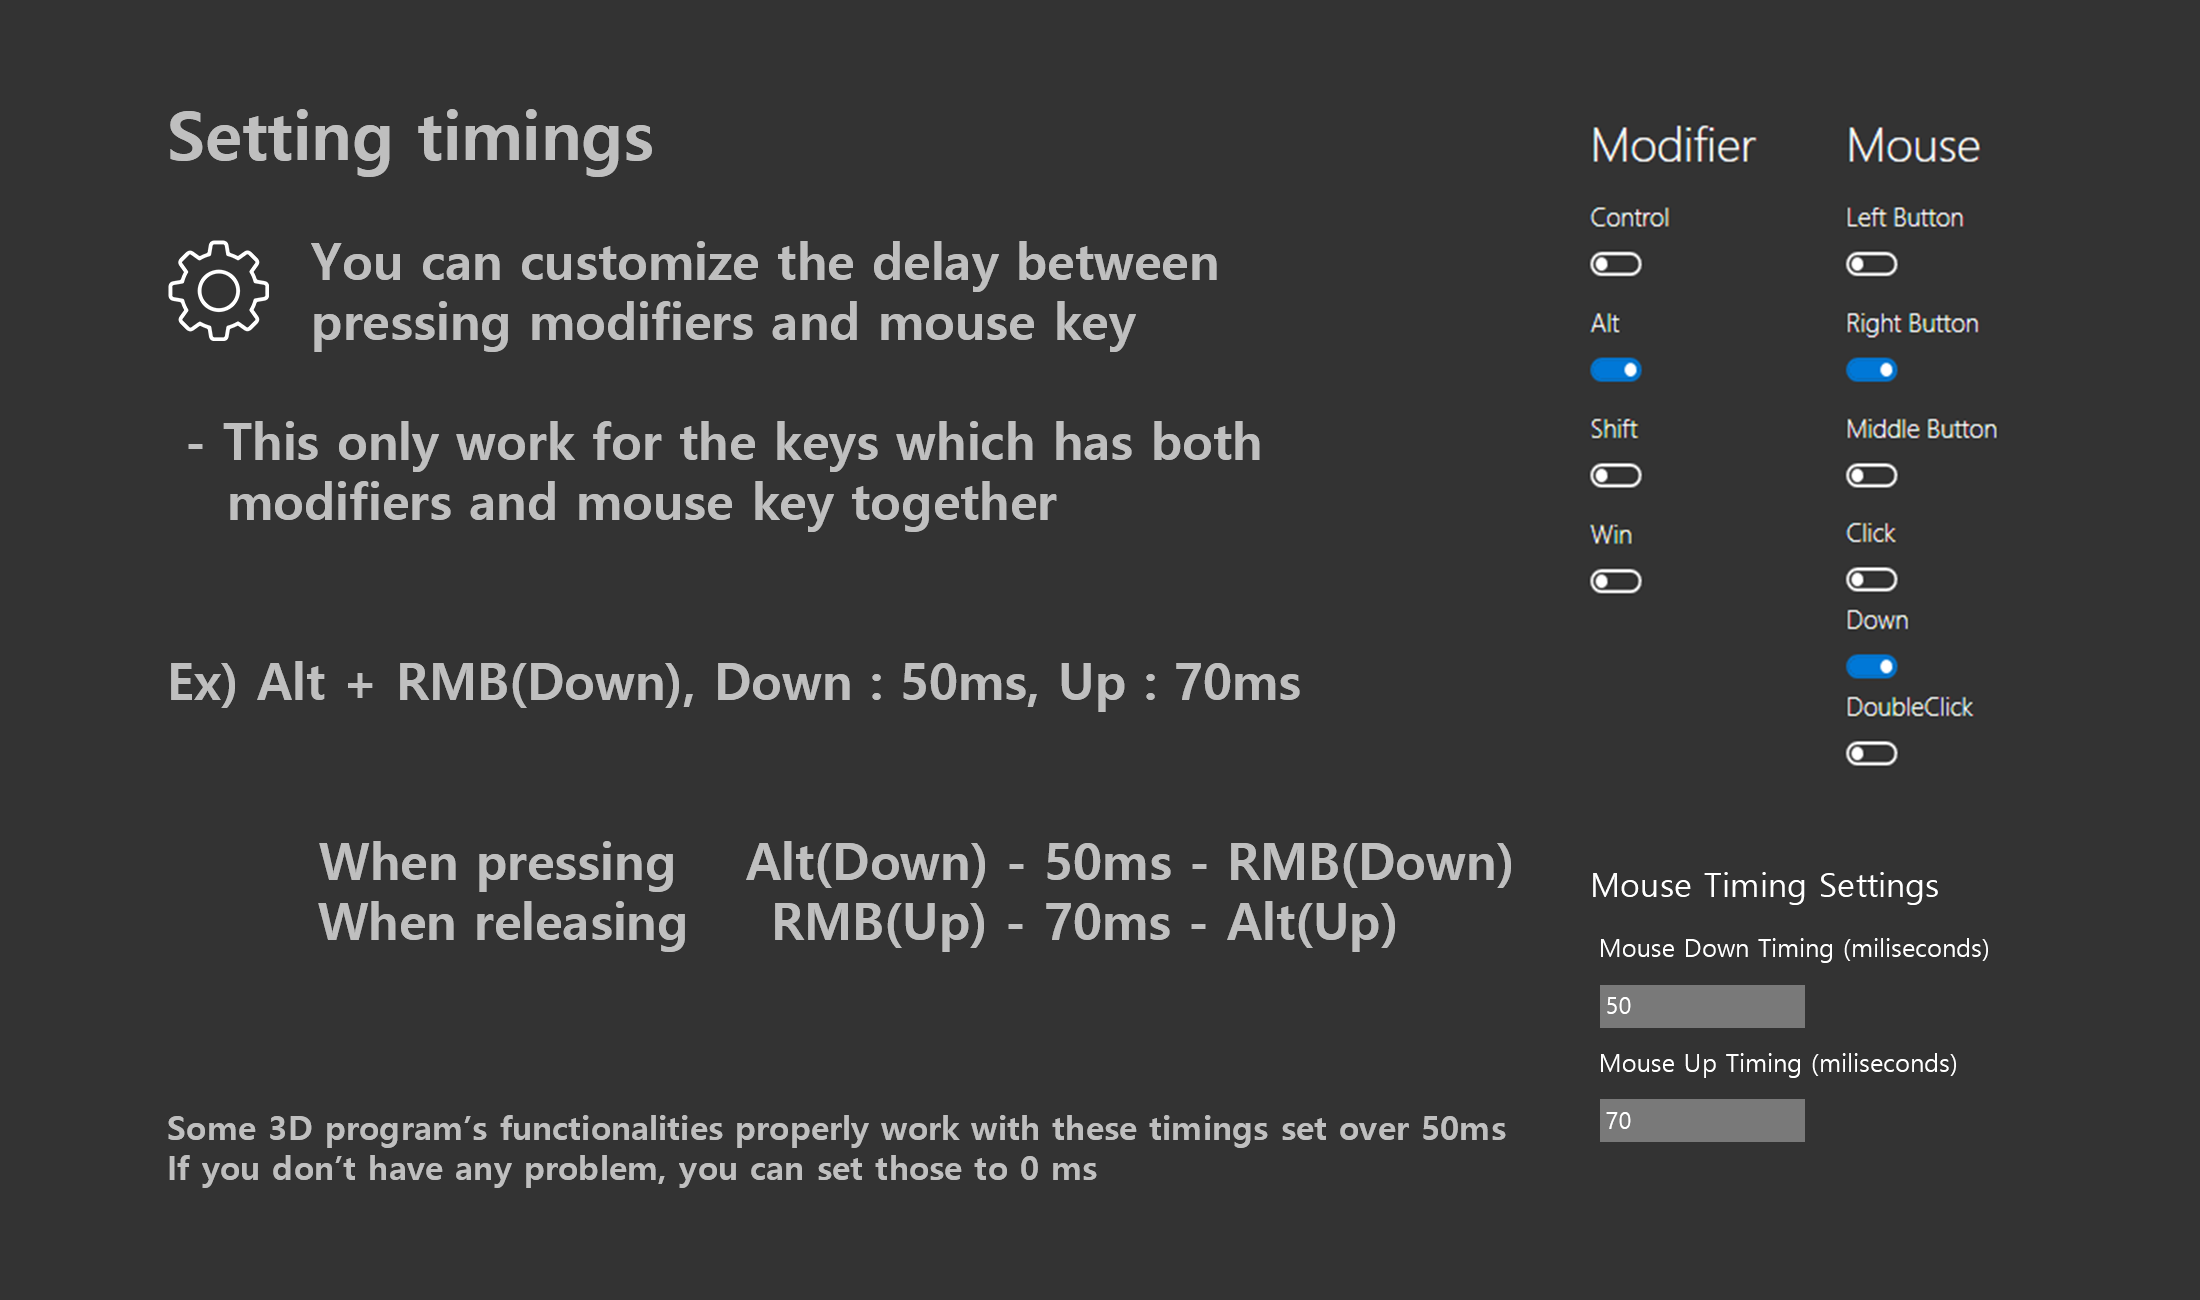 Setting timings
You can customize the delay between
pressing modifiers and mouse key
- This only work for the keys which has both
modifiers and mouse key together
Ex) Alt + RMB(Down), Down : 50ms, Up : 70ms
When pressing Alt(Down) - 50ms - RMB(Down)
When releasing RMB(Up) - 70ms - Alt(Up)
Some 3D program’s functionalities properly work with these timings set over 50ms
If you don’t have any problem, you can set those to 0 ms
Modifier
Control
Alt
Shift
Win
Mouse
Left Button
Right Button
Middle Button
Click
Down
DoubleClick
Mouse Timing Settings
Mouse Down Timing (miliseconds)
50
Mouse Up Timing (miliseconds)
70